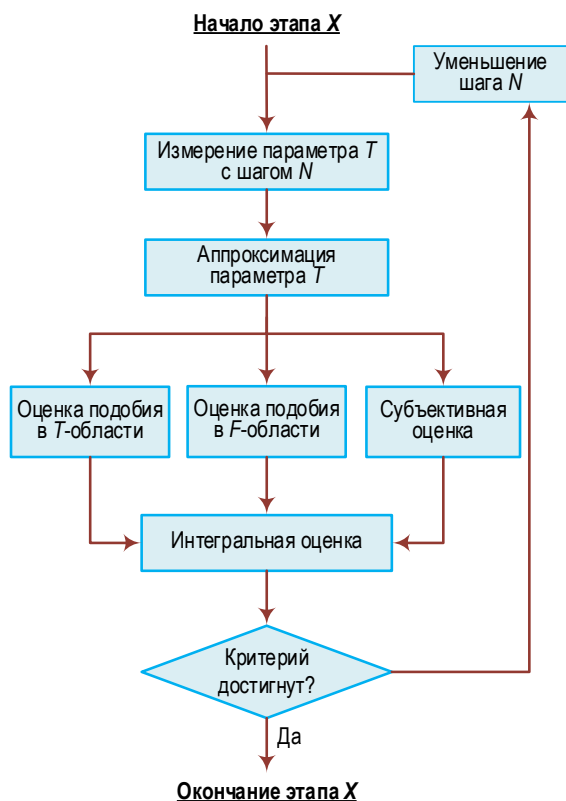 Начало этапа X
Уменьшение
шага N
Измерение параметра T
с шагом N
Аппроксимация
параметра T
Оценка подобия
в T-области
Оценка подобия
в F-области
Субъективная
оценка
Интегральная оценка
Критерий
достигнут?
Да
Окончание этапа X